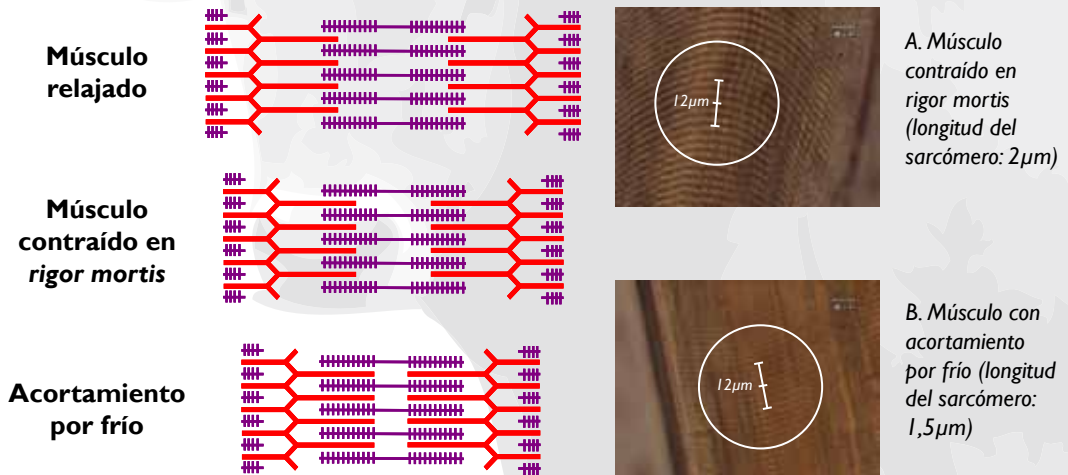 Músculo
relajado
12µm
A. Músculo
contraído en
rigor mortis
(longitud del
sarcómero: 2µm)
Músculo
contraído en
rigor mortis
Acortamiento
por frío
12µm
B. Músculo con
acortamiento
por frío (longitud
del sarcómero:
1,5µm)